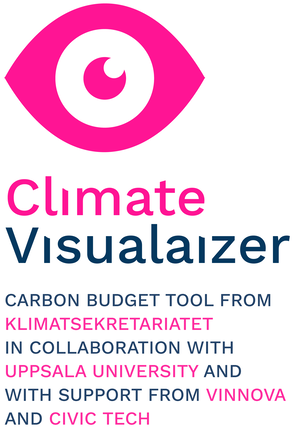 Climate
Visualaizer
CARBON BUDGET TOOL FROM
KLIMATSEKRETARIATET
IN COLLABORATION WITH
UPPSALA UNIVERSITY AND
WITH SUPPORT FROM VINNOVA
AND CIVIC TECH